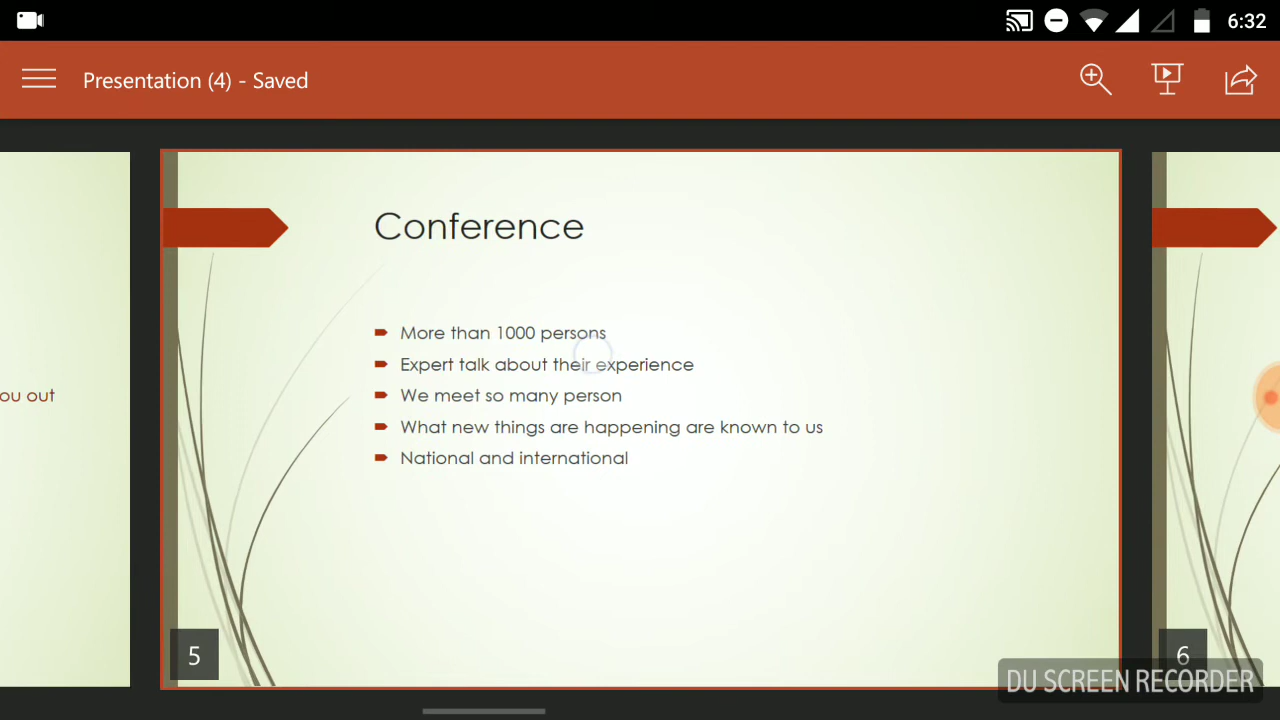 6:32
Presentation (4) - Saved
Conference
More than 1000 persons
Expert talk about their experience
We meet so many person
What new things are happening are known to us
National and international
ou out
5
6
DU SCREEN RECORDER